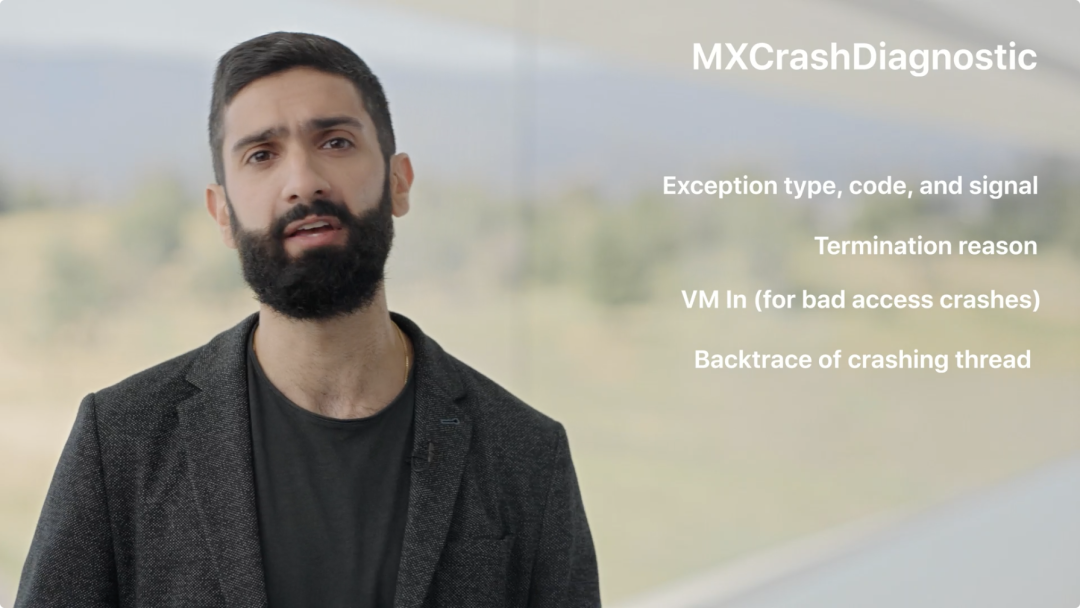 MXCrashDiagnostic
Exception type, code, and signal
Termination reason
VM In (for bad access crashes)
Backtrace of crashing thread